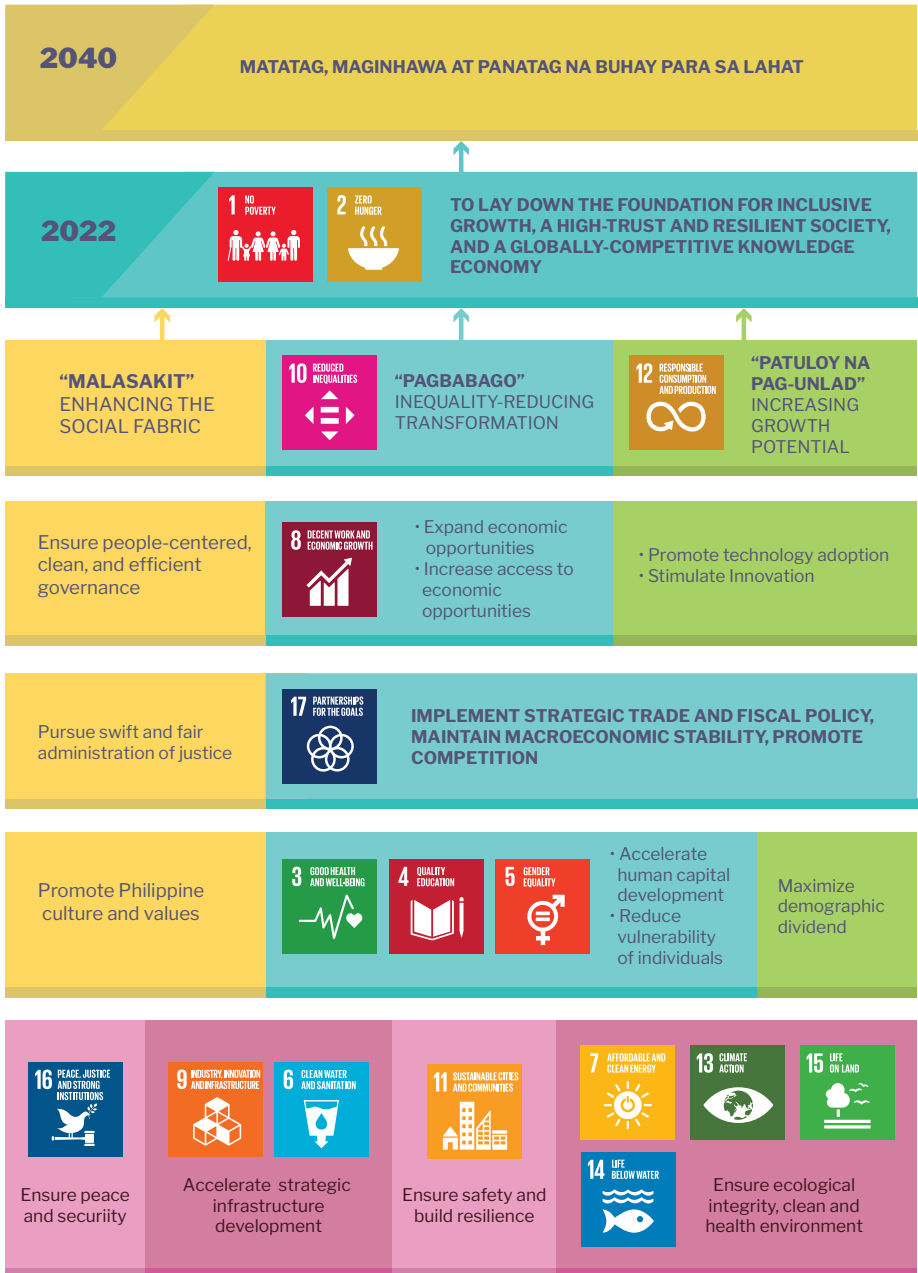 2040
MATATAG, MAGINHAWA AT PANATAG NA BUHAY PARA SA LAHAT
2022
1 NO
POVERTY
2 ZERO
HUNGER
TO LAY DOWN THE FOUNDATION FOR INCLUSIVE
GROWTH, A HIGH-TRUST AND RESILIENT SOCIETY,
AND A GLOBALLY-COMPETITIVE KNOWLEDGE
ECONOMY
“MALASAKIT”
ENHANCING THE
SOCIAL FABRIC
10 REDUCED
INEQUALITIES
“PAGBABAGO”
INEQUALITY-REDUCING
TRANSFORMATION
12 RESPONSIBLE
CONSUMPTION
AND PRODUCTION
“PATULOY NA
PAG-UNLAD”
INCREASING
GROWTH
POTENTIAL
Ensure people-centered,
clean, and efficient
governance
8 DECENT WORK AND
ECONOMIC GROWTH
• Expand economic
opportunities
• Increase access to
economic
opportunities
• Promote technology adoption
• Stimulate Innovation
Pursue swift and fair
administration of justice
17 PARTNERSHIPS
FOR THE GOALS
IMPLEMENT STRATEGIC TRADE AND FISCAL POLICY,
MAINTAIN MACROECONOMIC STABILITY, PROMOTE
COMPETITION
Promote Philippine
culture and values
3 GOOD HEALTH
AND WELL-BEING
4 QUALITY
EDUCATION
5 GENDER
EQUALITY
• Accelerate
human capital
development
• Reduce
vulnerability
of individuals
Maximize
demographic
dividend
16 PEACE, JUSTICE
AND STRONG
INSTITUTIONS
Ensure peace
and securiity
9 INDUSTRY, INNOVATION
AND INFRASTRUCTURE
6 CLEAN WATER
AND SANITATION
Accelerate strategic
infrastructure
development
11 SUSTAINABLE CITIES
AND COMMUNITIES
Ensure safety and
build resilience
7 AFFORDABLE AND
CLEAN ENERGY
13 CLIMATE
ACTION
15 LIFE
ON LAND
14 LIFE
BELOW WATER
Ensure ecological
integrity, clean and
health environment